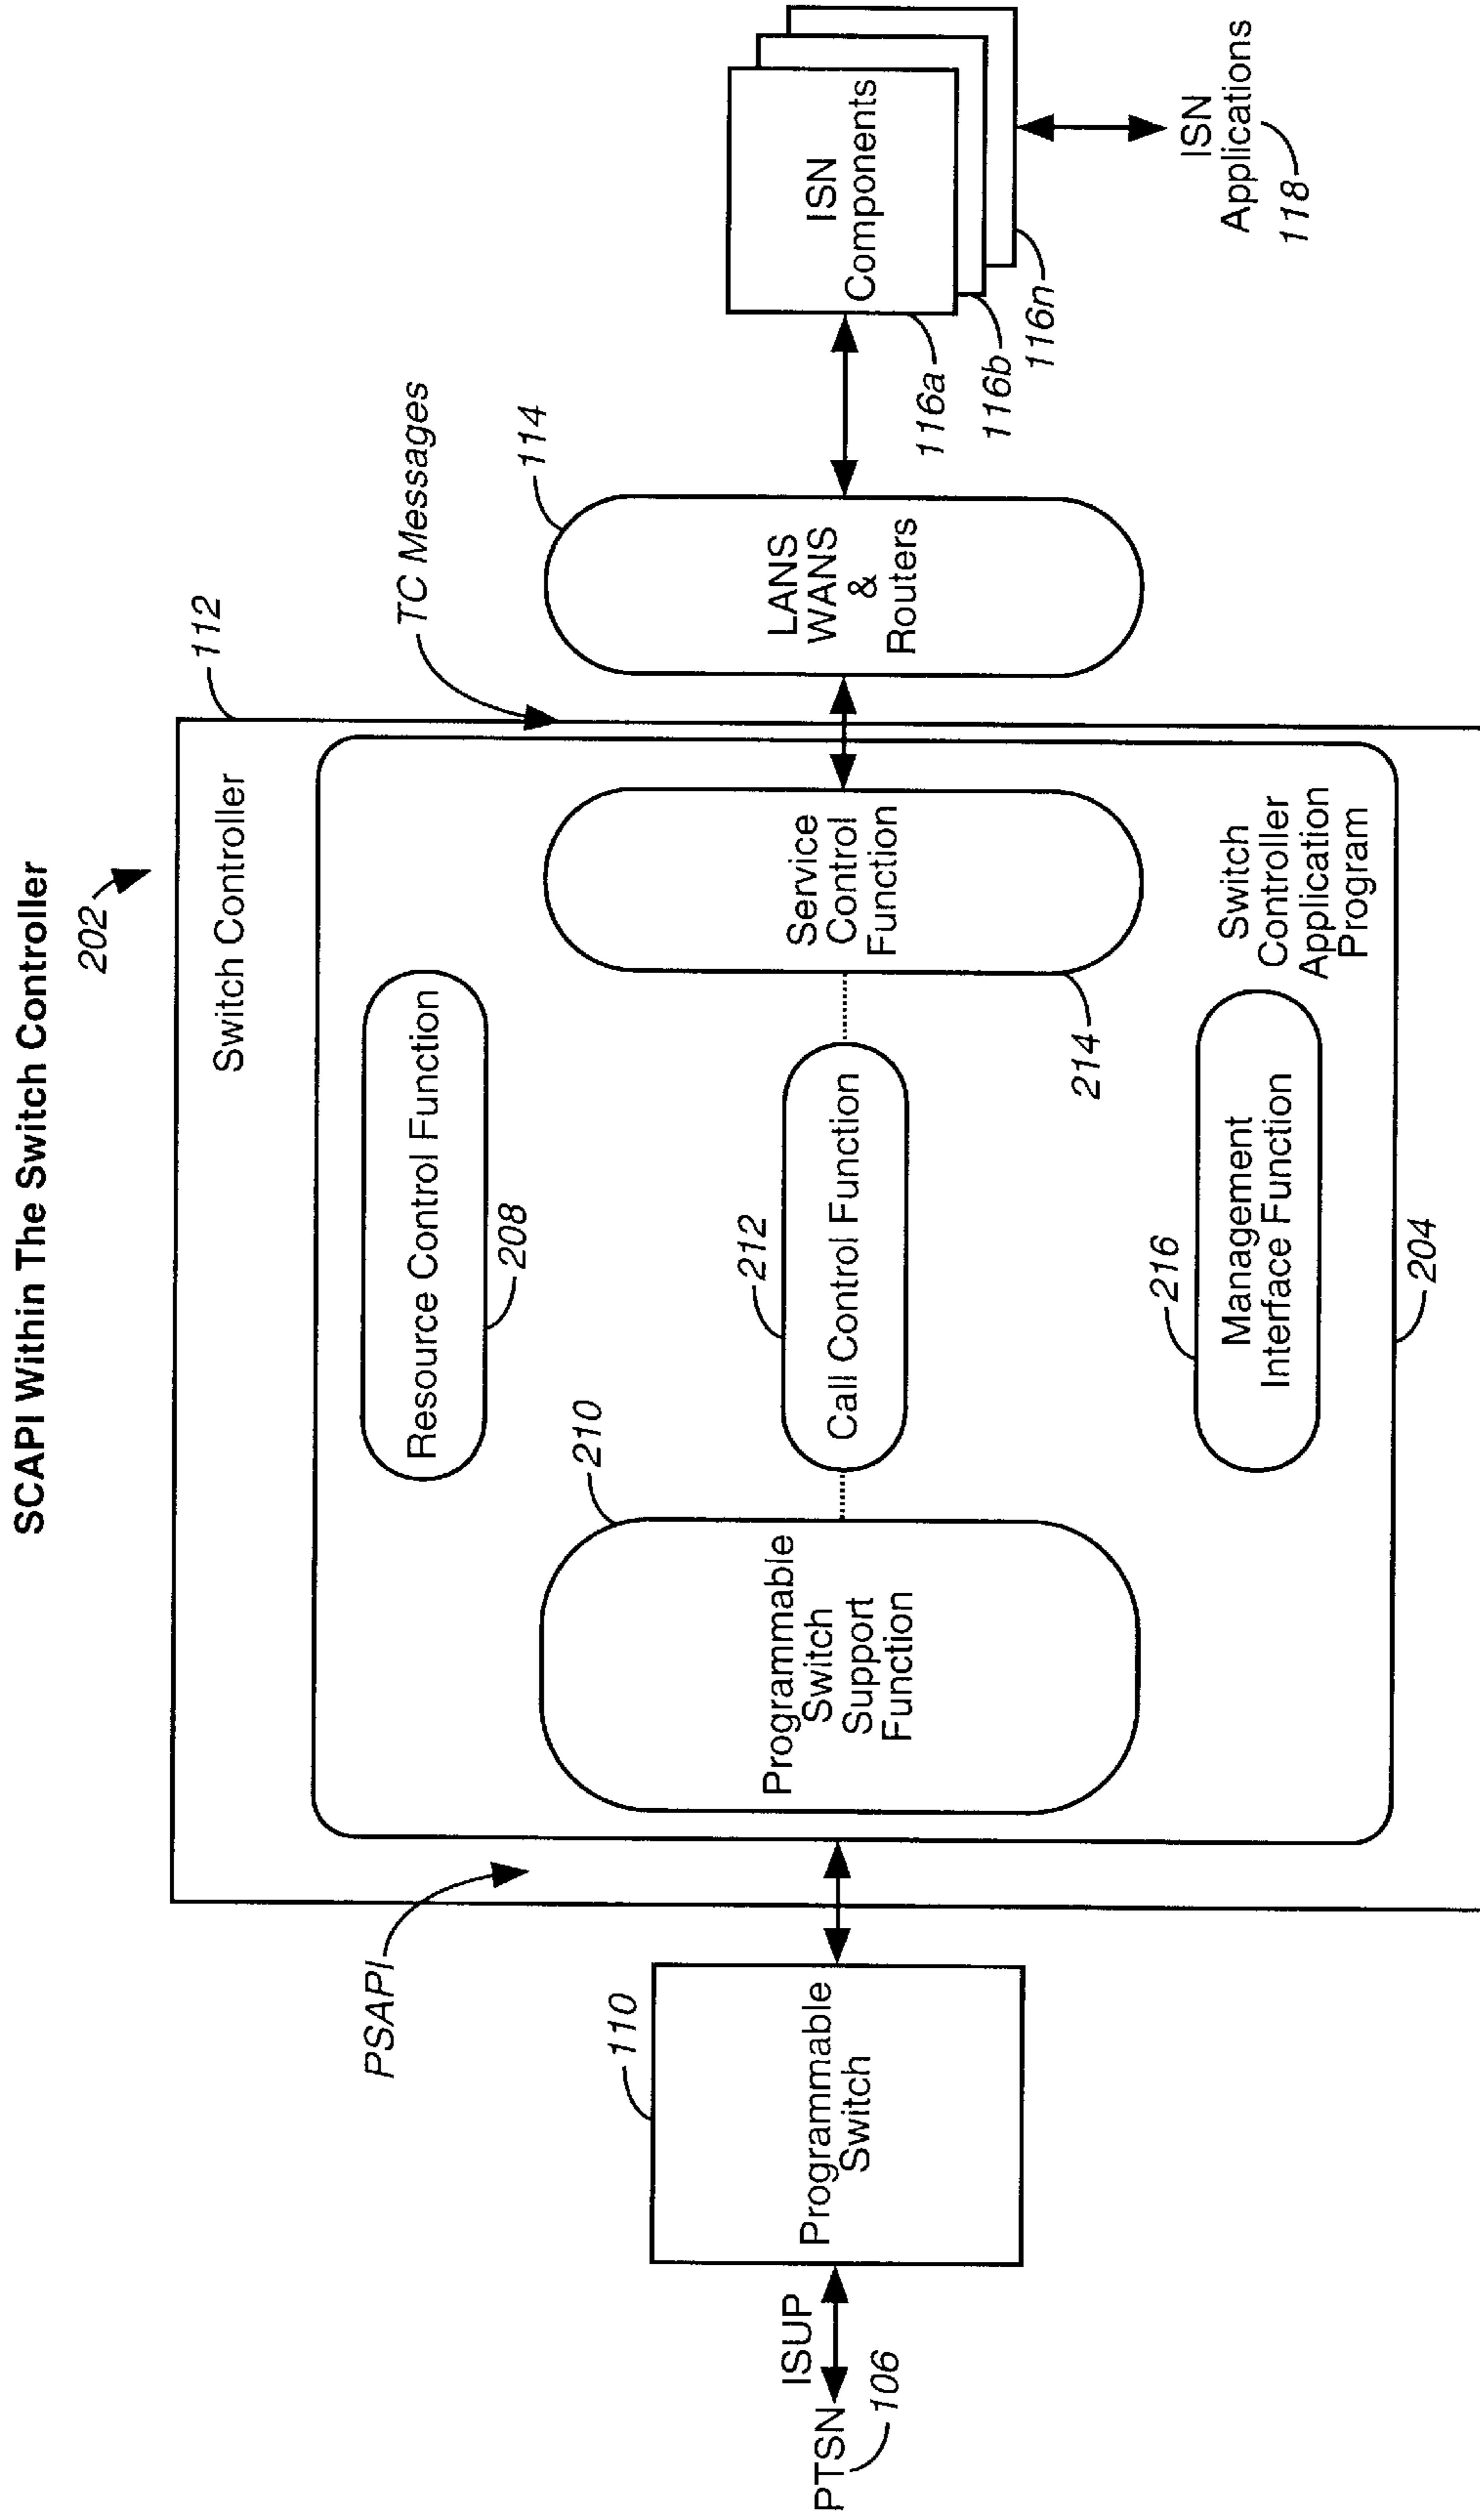 SCAPI Within The Switch Controller
202
112
Switch Controller
TC Messages
PSAPI
Resource Control Function
208
PTSN
106
ISUP
110
Programmable
Switch
210
Programmable
Switch
Support
Function
212
Call Control Function
Service
Control
Function
214
114
LANS
WANS
&
Routers
ISN
Components
116a
116b
116n
ISN
Applications
118
216
Management
Interface Function
Switch
Controller
Application
Program
204